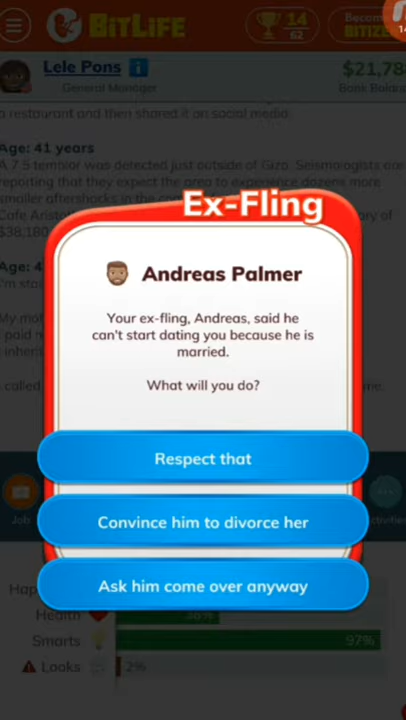 BITLIFE
14
62
Become
BITIZE
Lele Pons
General Manager
$21,78
Bank Balan
a restaurant and then shared it on social media.
Age: 41 years
A 7.5 temblor was detected just outside of Giza. Seismologists are
reporting that they expect the area to experience dozens more
smaller aftershocks in the
Cafe Aristo
$38,180
Ex-Fling
Andreas Palmer
Your ex-fling, Andreas, said he
can't start dating you because he is
married.
What will you do?
Respect that
Convince him to divorce her
Ask him come over anyway
Job
Health
Smarts
97%
Looks
2%